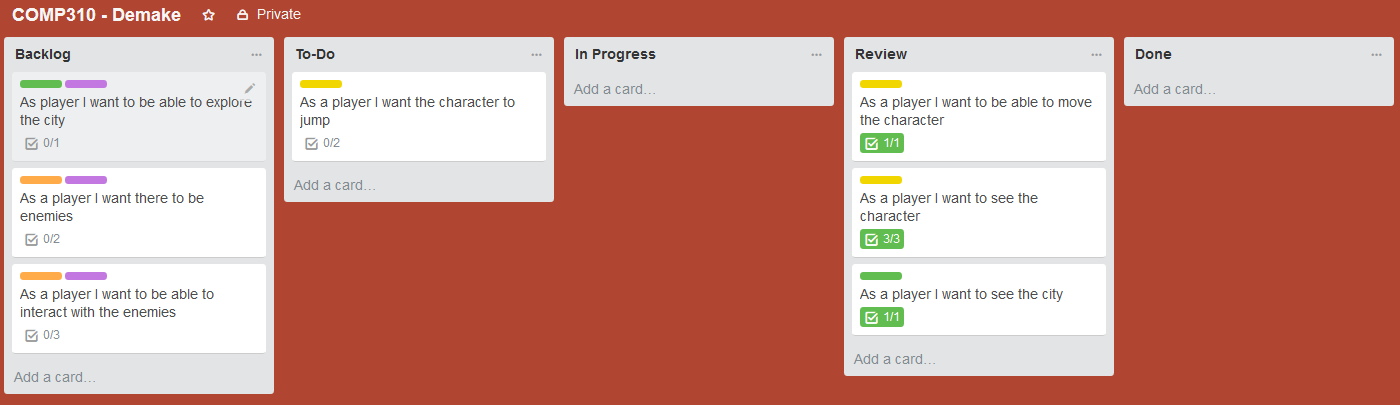 COMP310 - Demake Private
Backlog
As player I want to be able to explore
the city
0/1
As a player I want there to be
enemies
0/2
As a player I want to be able to
interact with the enemies
0/3
Add a card…
To-Do
As a player I want the character to
jump
0/2
Add a card…
In Progress
Add a card…
Review
As a player I want to be able to move
the character
1/1
As a player I want to see the
character
3/3
As a player I want to see the city
1/1
Add a card…
Done
Add a card…